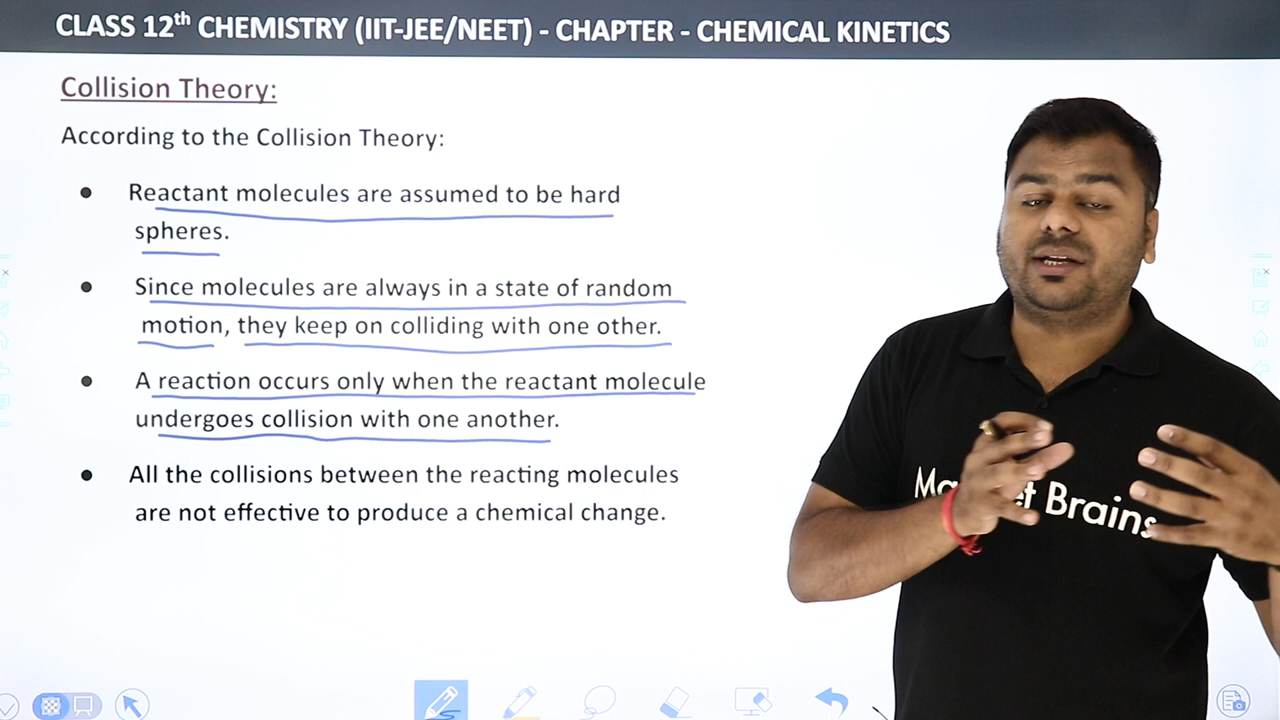 CLASS 12th CHEMISTRY (IIT-JEE/NEET) - CHAPTER - CHEMICAL KINETICS
Collision Theory:
According to the Collision Theory:
● Reactant molecules are assumed to be hard
spheres.
● Since molecules are always in a state of random
motion, they keep on colliding with one other.
● A reaction occurs only when the reactant molecule
undergoes collision with one another.
● All the collisions between the reacting molecules
are not effective to produce a chemical change.
Brains